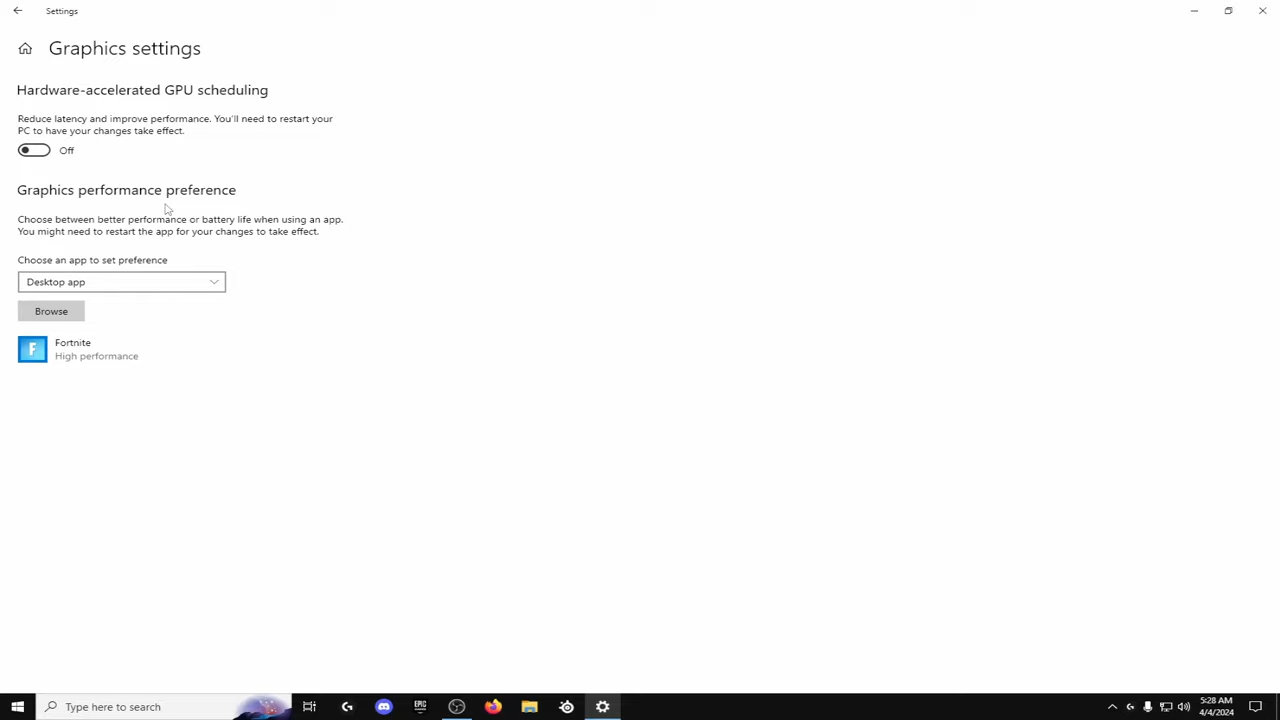 Settings
Graphics settings
Hardware-accelerated GPU scheduling
Reduce latency and improve performance. You'll need to restart your
PC to have your changes take effect.
Off
Graphics performance preference
Choose between better performance or battery life when using an app.
You might need to restart the app for your changes to take effect.
Choose an app to set preference
Desktop app
Browse
F
Fortnite
High performance
Type here to search
EPIC
5:28 AM
4/4/2024